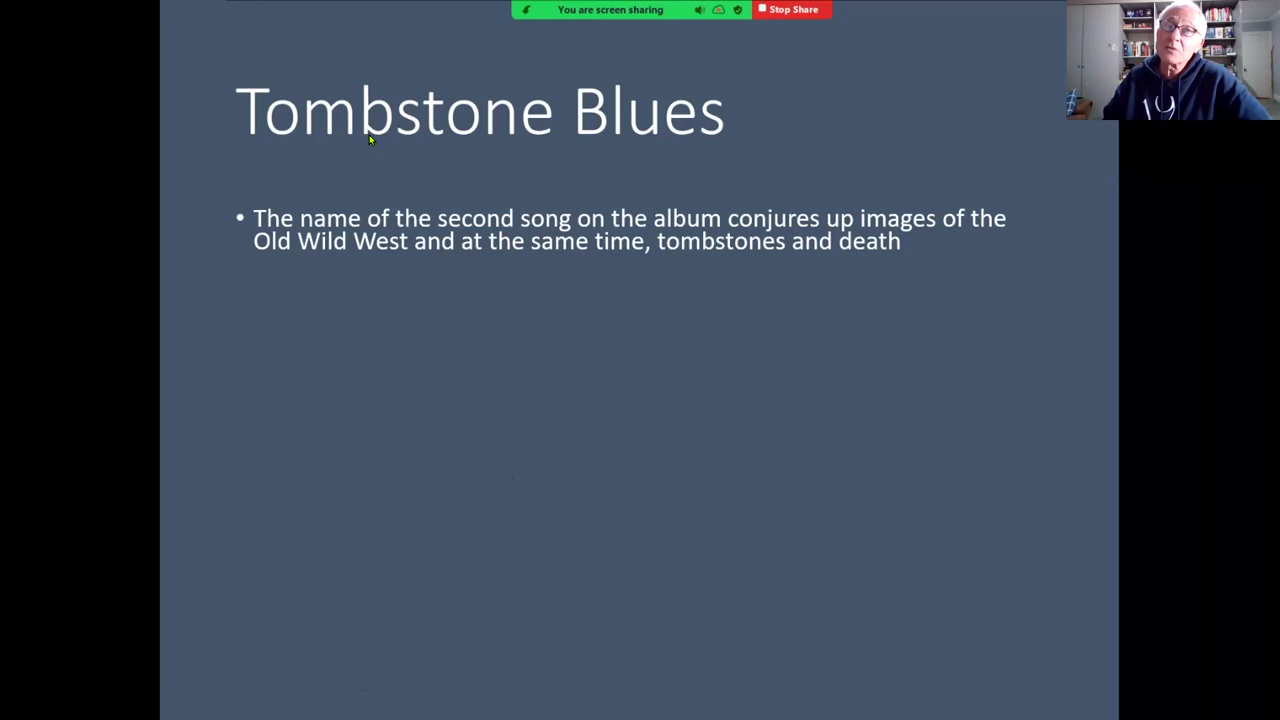 You are screen sharing
Stop Share
Tombstone Blues
• The name of the second song on the album conjures up images of the
Old Wild West and at the same time, tombstones and death